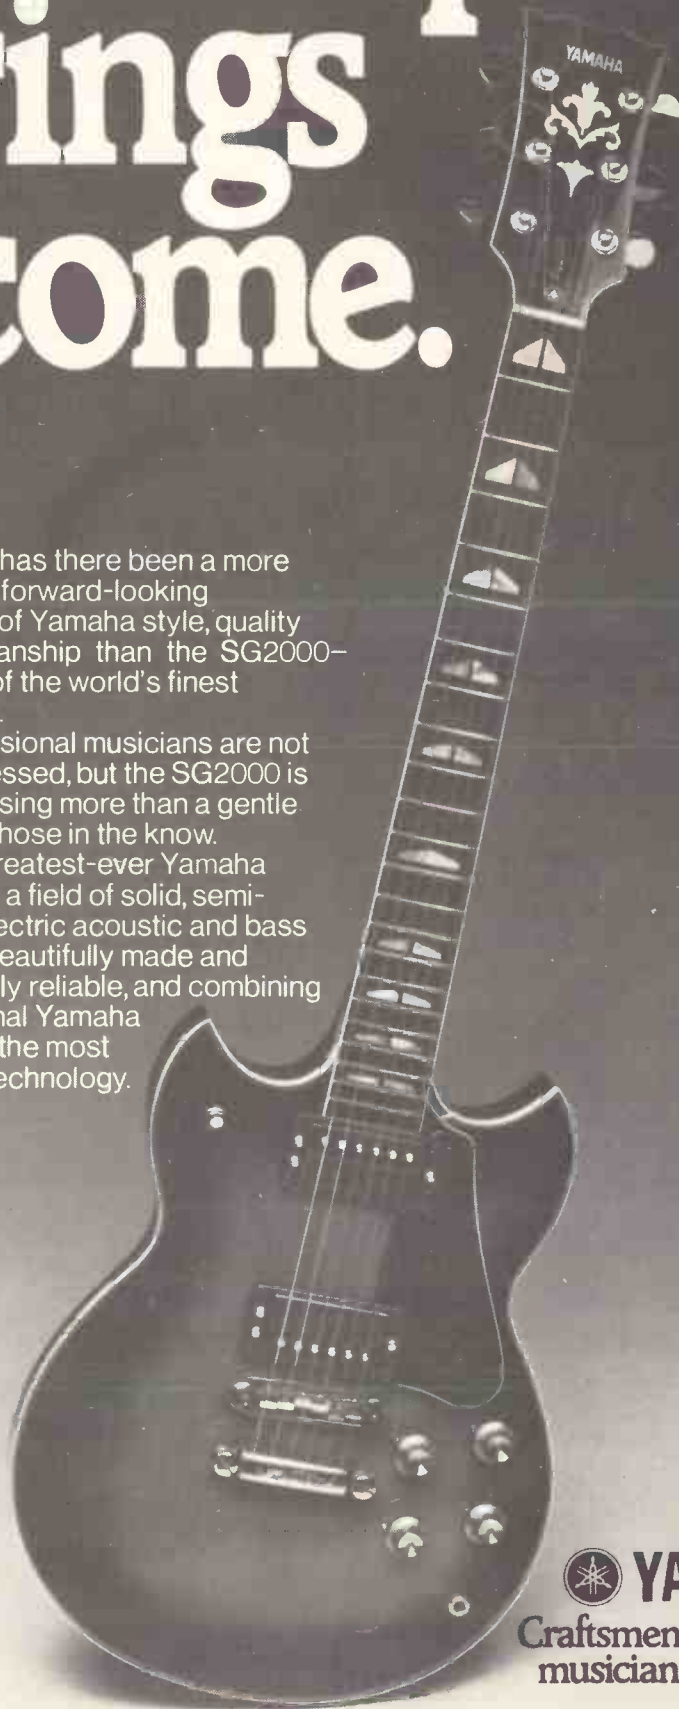 ings
come.
YAMAHA
has there been a more
forward-looking
of Yamaha style, quality
anship than the SG2000–
of the world's finest
sional musicians are not
essed, but the SG2000 is
sing more than a gentle
hose in the know.
reatest-ever Yamaha
a field of solid, semi-
ectric acoustic and bass
eautifully made and
ly reliable, and combining
nal Yamaha
the most
echnology.
YA
Craftsmen
musician